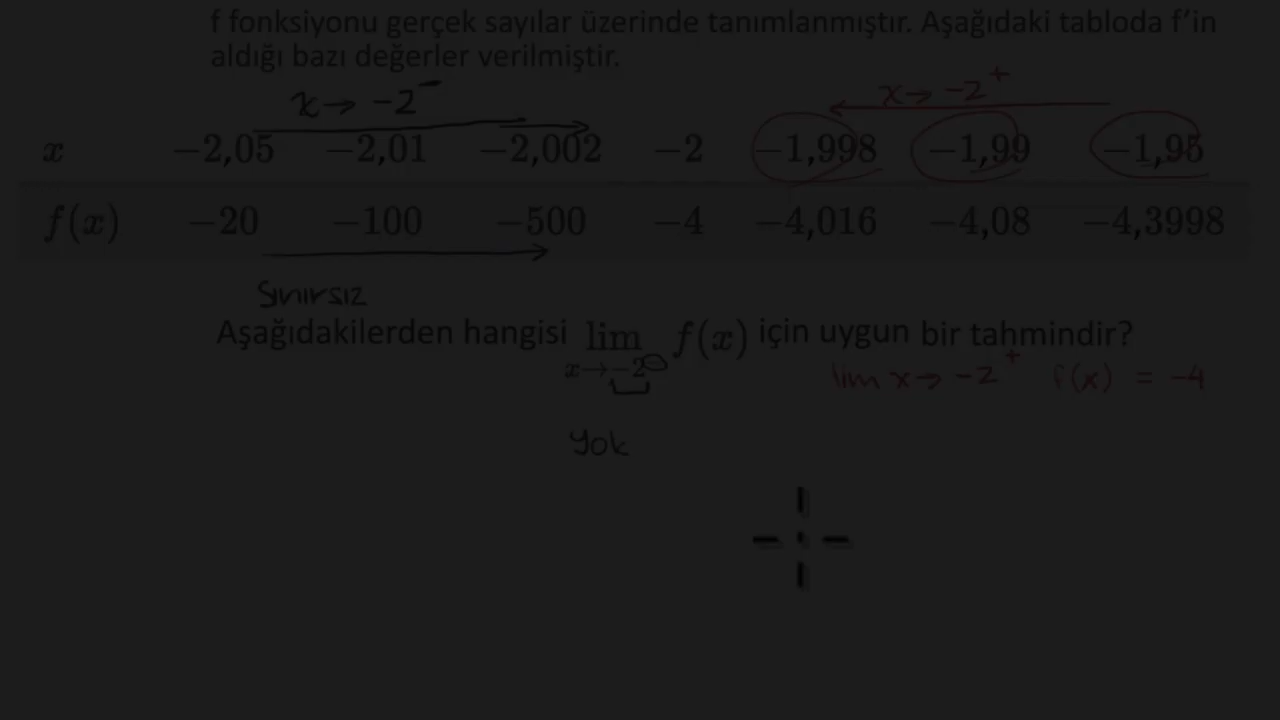 f fonksiyonu gerçek sayılar üzerinde tanımlanmıştır. Aşağıdaki tabloda f'in
aldığı bazı değerler verilmiştir.
x → -2⁻ x → -2⁺
x −2,05 −2,01 −2,002 −2 −1,998 −1,99 −1,95
f(x) −20 −100 −500 −4 −4,016 −4,08 −4,3998
Sınırsız
Aşağıdakilerden hangisi lim f(x) için uygun bir tahmindir?
x→−2⁻ lim x → -2⁺ f(x) = -4
Yok